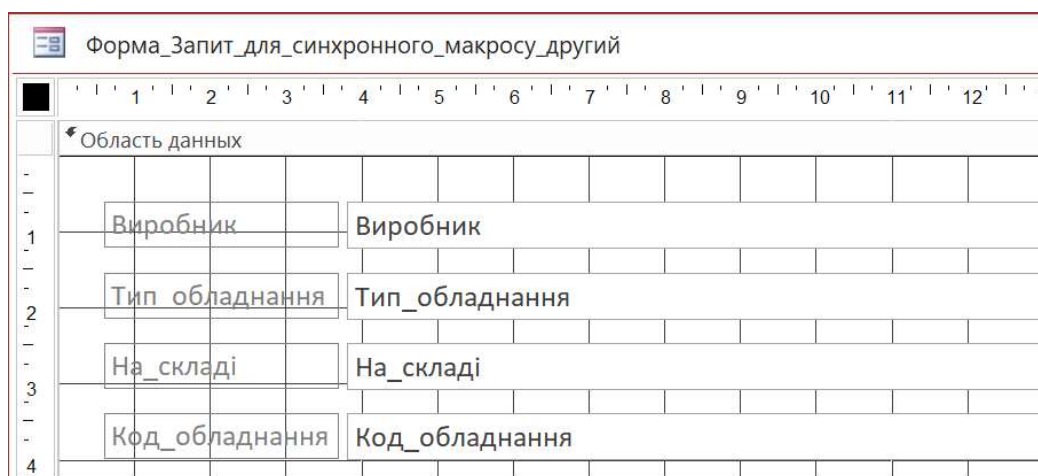 Форма_Запит_для_синхронного_макросу_другий
1 2 3 4 5 6 7 8 9 10 11 12
Область данных
1
Виробник Виробник
2
Тип_обладнання Тип_обладнання
3
На_складі На_складі
4
Код_обладнання Код_обладнання